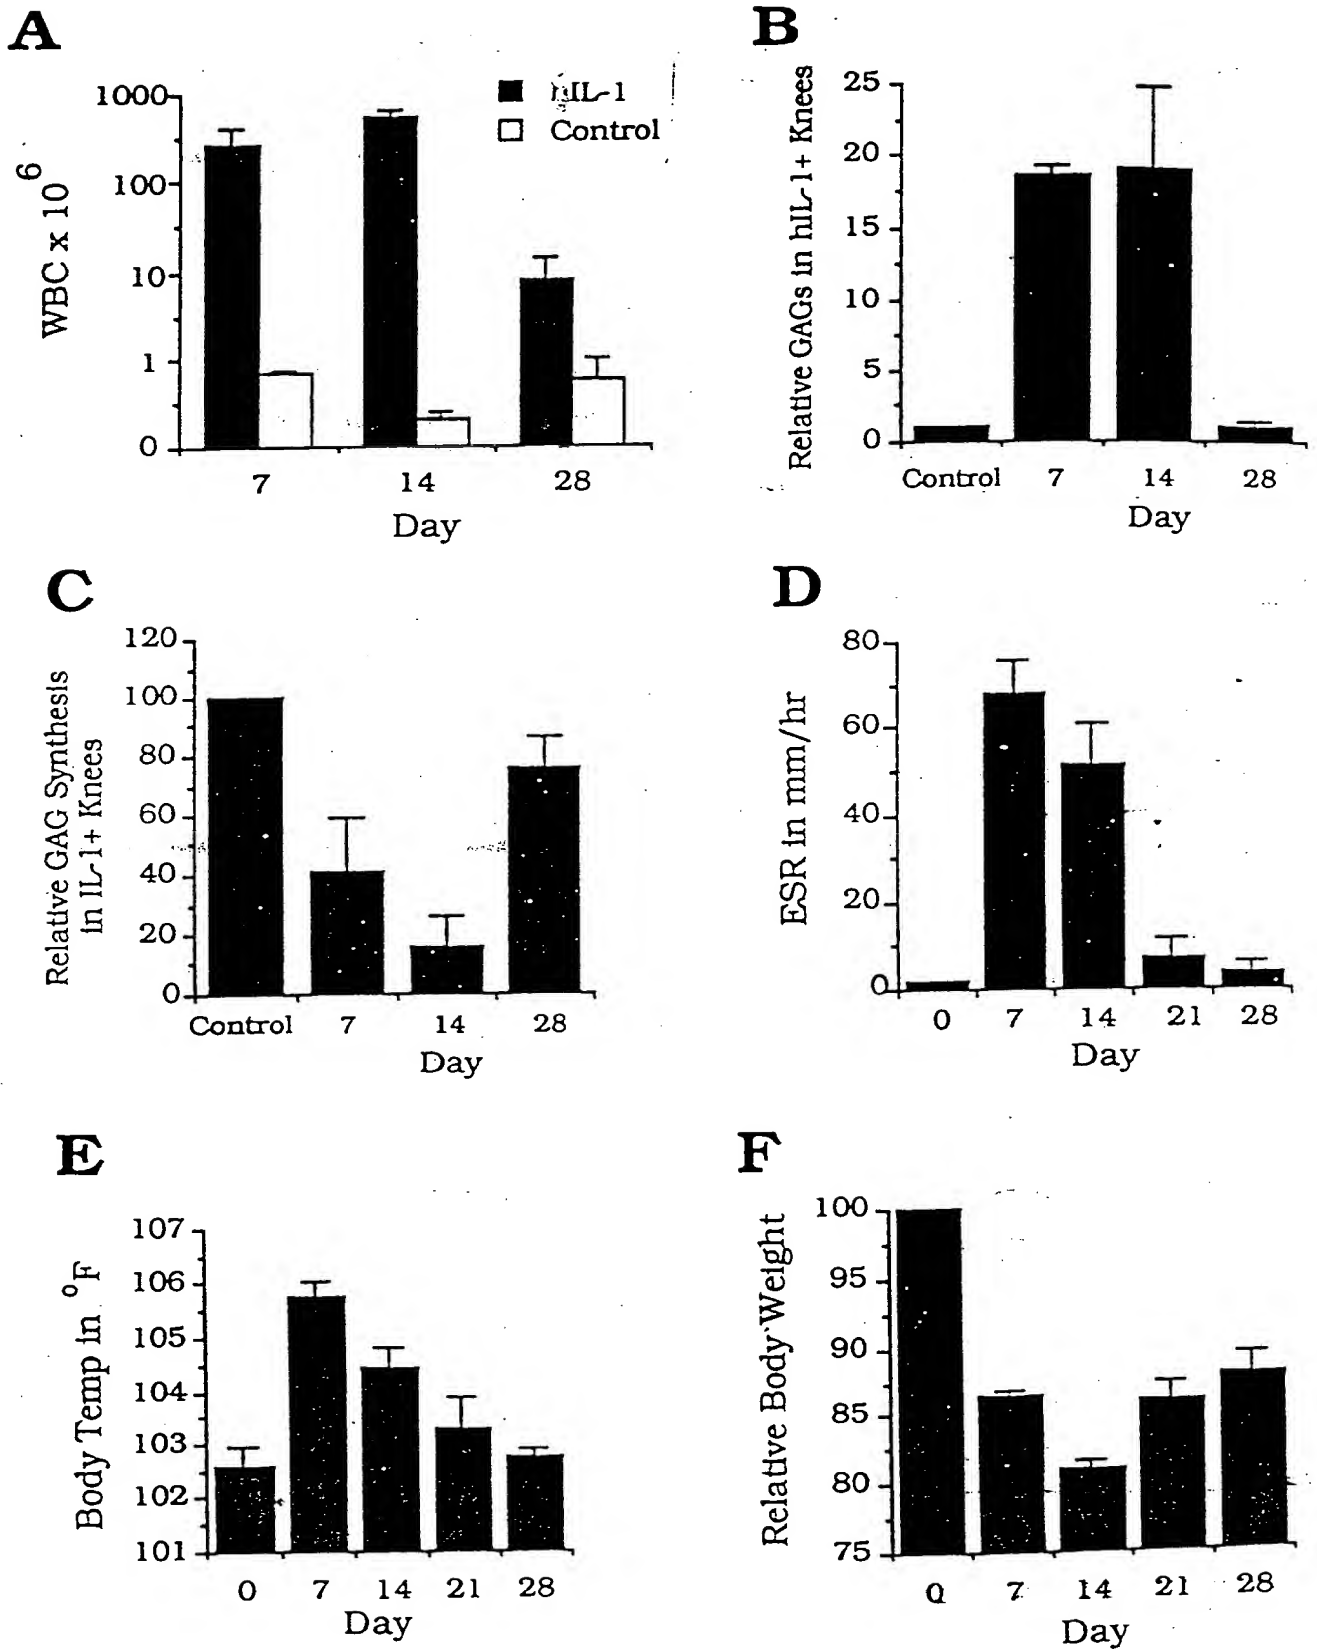 A
WBC x 10 6
1000
100
10
1
0
hIL-1
Control
7 14 28
Day
B
Relative GAGs in hIL-1+ Knees
25
20
15
10
5
0
Control 7 14 28
Day
C
Relative GAG Synthesis
in IL-1+ Knees
120
100
80
60
40
20
0
Control 7 14 28
Day
D
ESR in mm/hr
80
60
40
20
0
0 7 14 21 28
Day
E
Body Temp in °F
107
106
105
104
103
102
101
0 7 14 21 28
Day
F
Relative Body Weight
100
95
90
85
80
75
0 7 14 21 28
Day